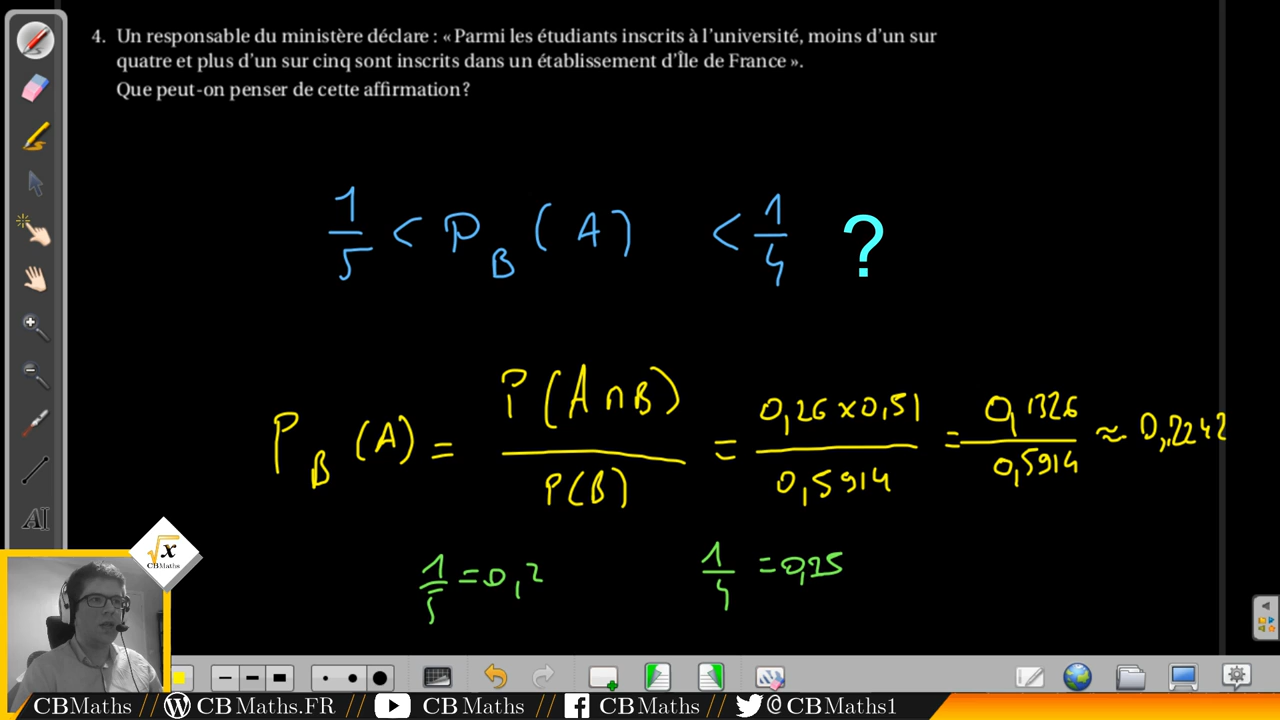 4. Un responsable du ministère déclare : « Parmi les étudiants inscrits à l'université, moins d'un sur
quatre et plus d'un sur cinq sont inscrits dans un établissement d'Île de France ».
Que peut-on penser de cette affirmation ?
1/5 < P_B (A) < 1/4 ?
P_B (A) = P(A∩B)/P(B) = 0,26 x 0,51/0,5914 = 0,1326/0,5914 ≈ 0,2242
1/5 = 0,2 1/4 = 0,25
AI
√x
CBMaths
CBMaths / CBMaths.FR / CBMaths / CBMaths / @CBMaths1